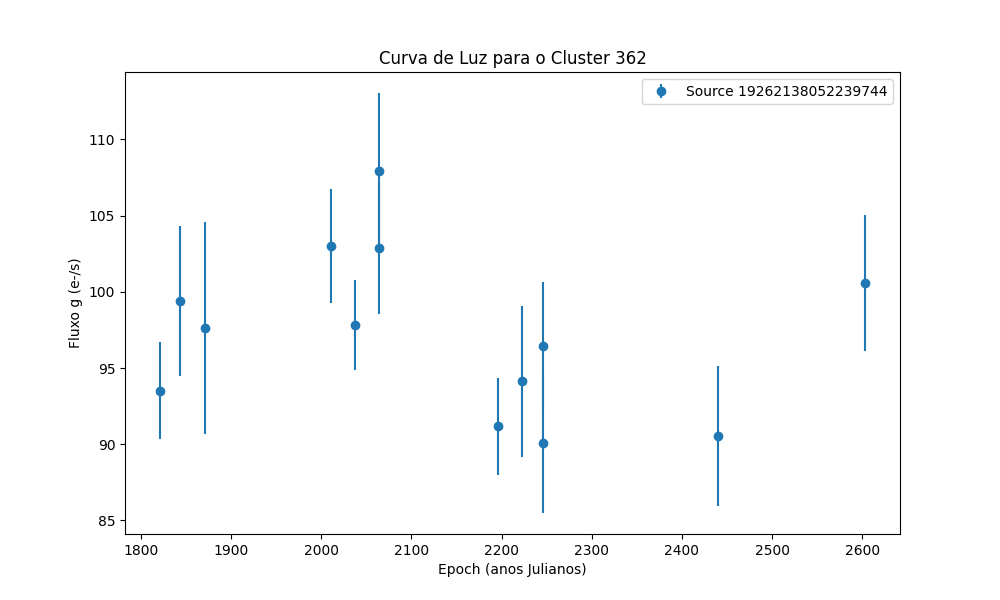 Curva de Luz para o Cluster 362
Source 19262138052239744
110
105
100
95
90
85
Fluxo g (e-/s)
1800 1900 2000 2100 2200 2300 2400 2500 2600
Epoch (anos Julianos)